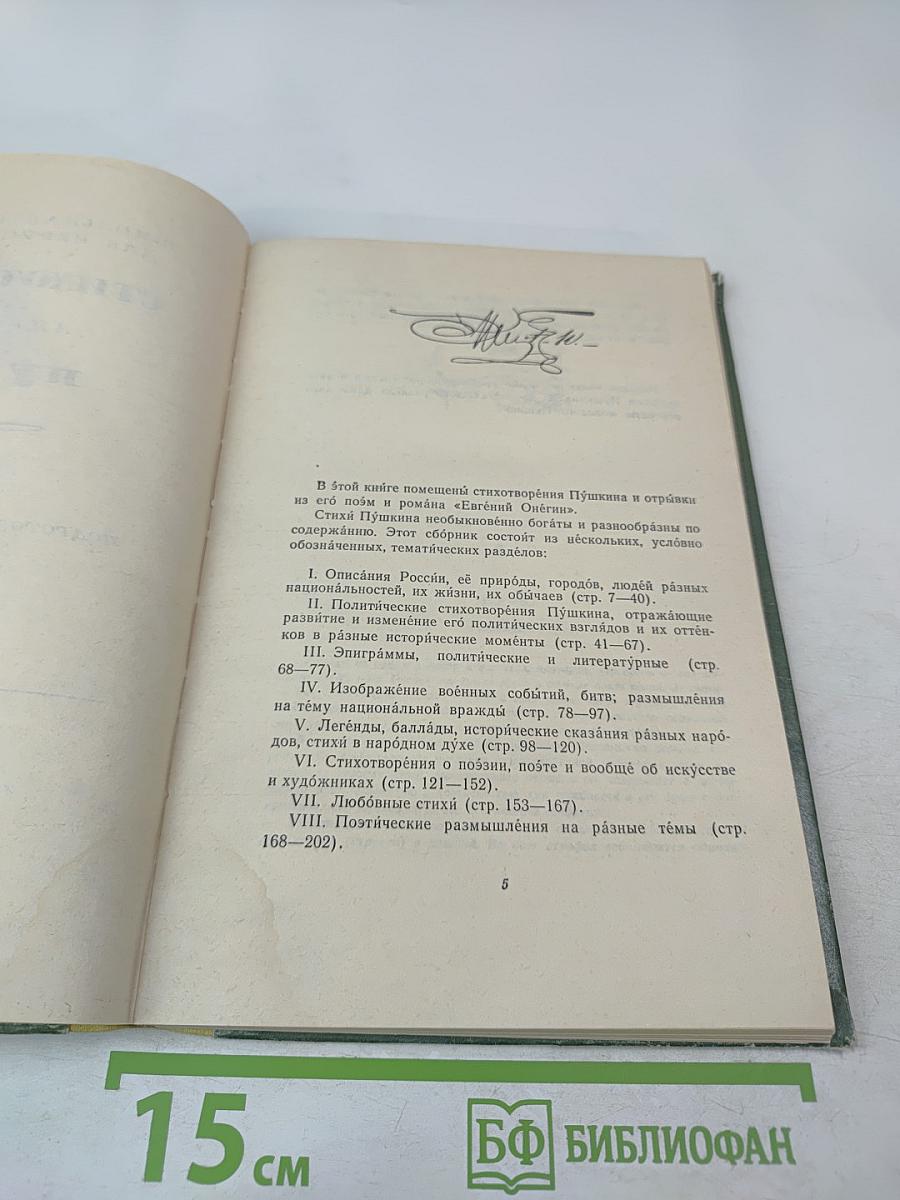 В э́той кни́ге помещены́ стихотворе́ния Пу́шкина и отры́вки
из его́ поэ́м и рома́на «Евге́ний Оне́гин».
Стихи́ Пу́шкина необыкнове́нно бога́ты и разнообра́зны по
содержа́нию. Этот сбо́рник состои́т из не́скольких, усло́вно
обозна́ченных, темати́ческих разде́лов:
I. Описа́ния Росси́и, её приро́ды, городо́в, люде́й ра́зных
национа́льностей, их жи́зни, их обы́чаев (стр. 7—40).
II. Полити́ческие стихотворе́ния Пу́шкина, отража́ющие
разви́тие и измене́ние его́ полити́ческих взгля́дов и их отте́н-
ков в ра́зные истори́ческие моме́нты (стр. 41—67).
III. Эпигра́ммы, полити́ческие и литерату́рные (стр.
68—77).
IV. Изображе́ние вое́нных собы́тий, битв; размышле́ния
на те́му национа́льной вражды́ (стр. 78—97).
V. Леге́нды, балла́ды, истори́ческие сказа́ния ра́зных наро́-
дов, стихи́ в наро́дном ду́хе (стр. 98—120).
VI. Стихотворе́ния о поэ́зии, поэ́те и вообще́ об иску́сстве
и худо́жниках (стр. 121—152).
VII. Любо́вные стихи́ (стр. 153—167).
VIII. Поэти́ческие размышле́ния на ра́зные те́мы (стр.
168—202).
5
15 см
БФ БИБЛИОФАН